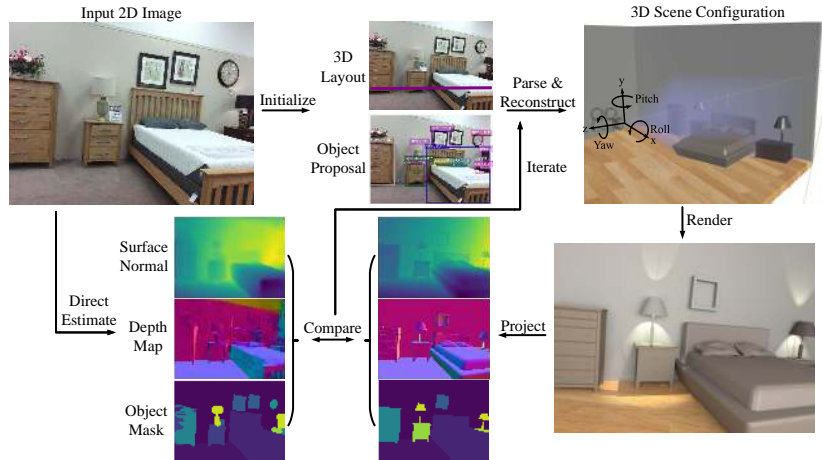 Input 2D Image
3D Scene Configuration
3D
Layout
Initialize
Parse &
Reconstruct
Object
Proposal
Iterate
y
Pitch
z
Roll
x
Yaw
Render
Surface
Normal
Direct
Estimate
Depth
Map
Compare
Project
Object
Mask